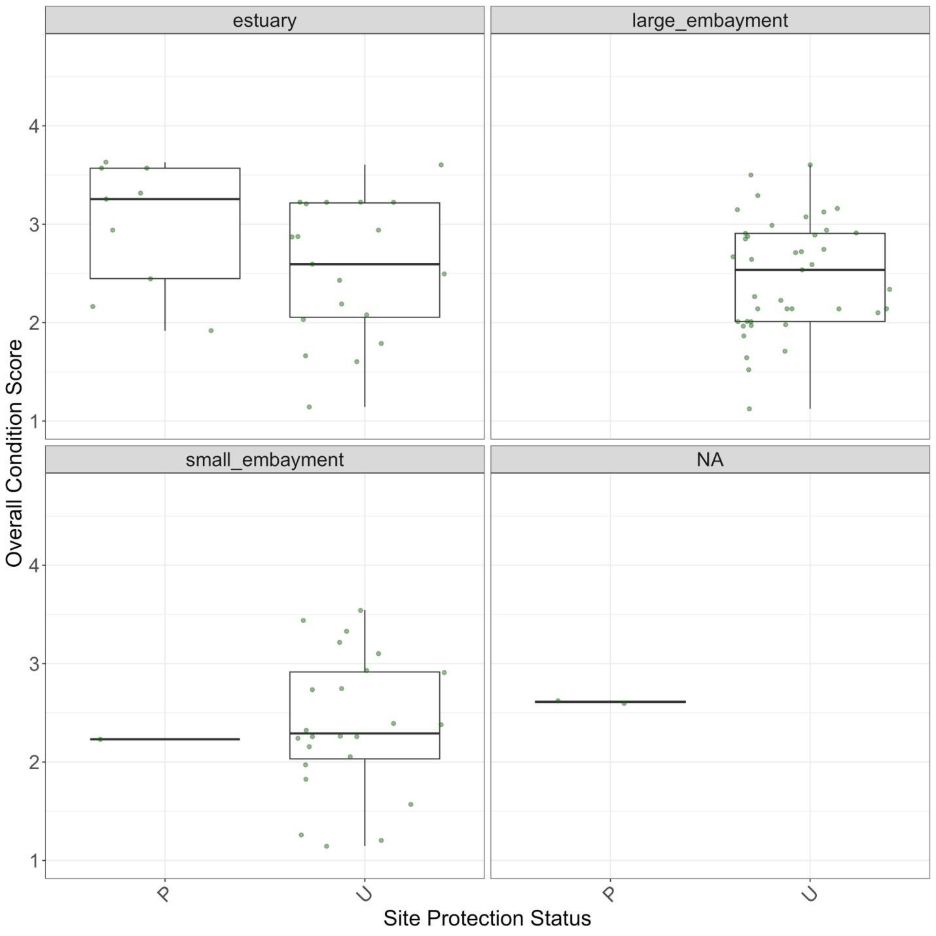 estuary
large_embayment
4
3
2
1
small_embayment
NA
4
3
2
1
Overall Condition Score
P
U
P
U
Site Protection Status